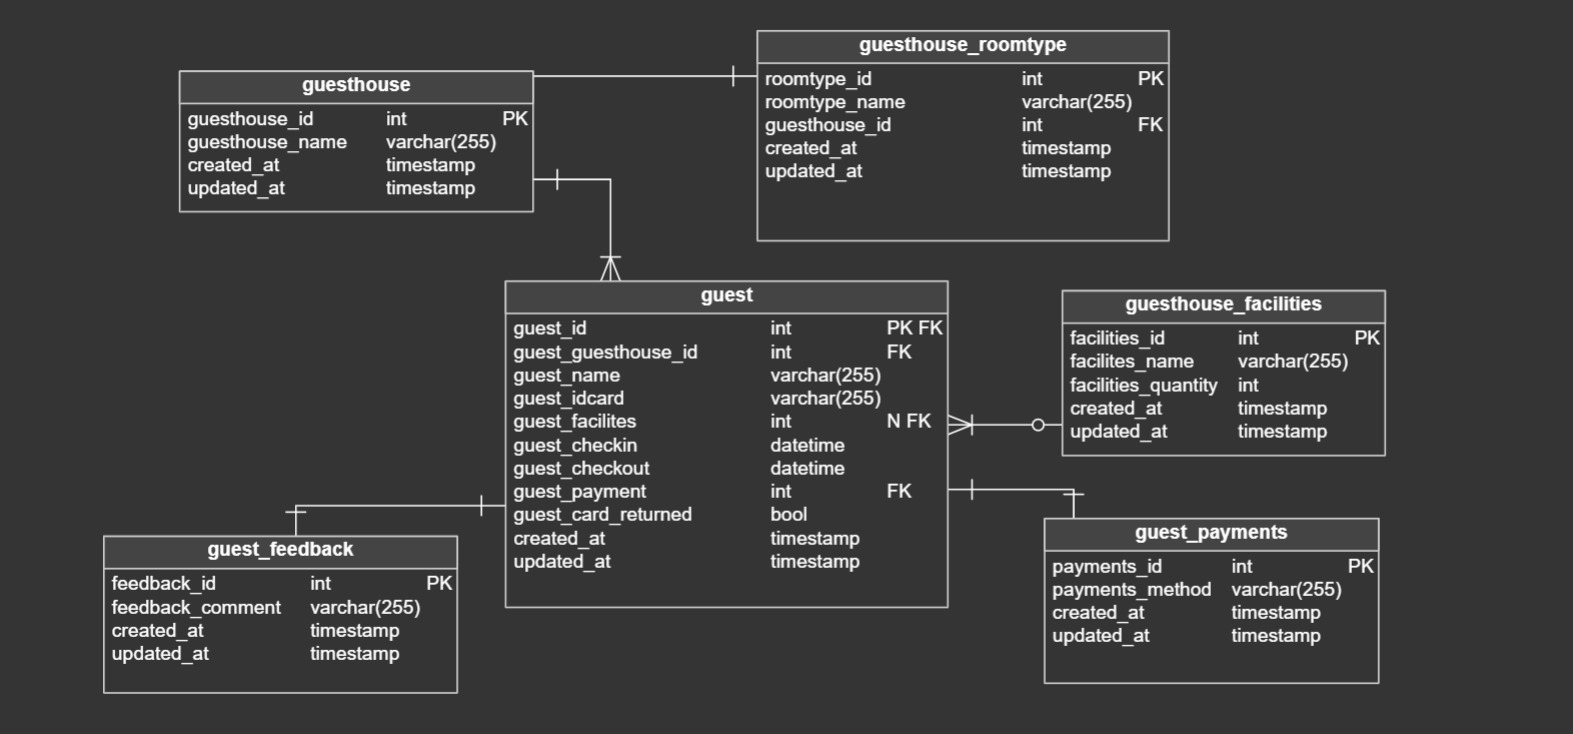 guesthouse_roomtype
roomtype_id int PK
roomtype_name varchar(255)
guesthouse_id int FK
created_at timestamp
updated_at timestamp
guesthouse
guesthouse_id int PK
guesthouse_name varchar(255)
created_at timestamp
updated_at timestamp
guest
guest_id int PK FK
guest_guesthouse_id int FK
guest_name varchar(255)
guest_idcard varchar(255)
guest_facilites int N FK
guest_checkin datetime
guest_checkout datetime
guest_payment int FK
guest_card_returned bool
created_at timestamp
updated_at timestamp
guesthouse_facilities
facilities_id int PK
facilites_name varchar(255)
facilities_quantity int
created_at timestamp
updated_at timestamp
guest_feedback
feedback_id int PK
feedback_comment varchar(255)
created_at timestamp
updated_at timestamp
guest_payments
payments_id int PK
payments_method varchar(255)
created_at timestamp
updated_at timestamp